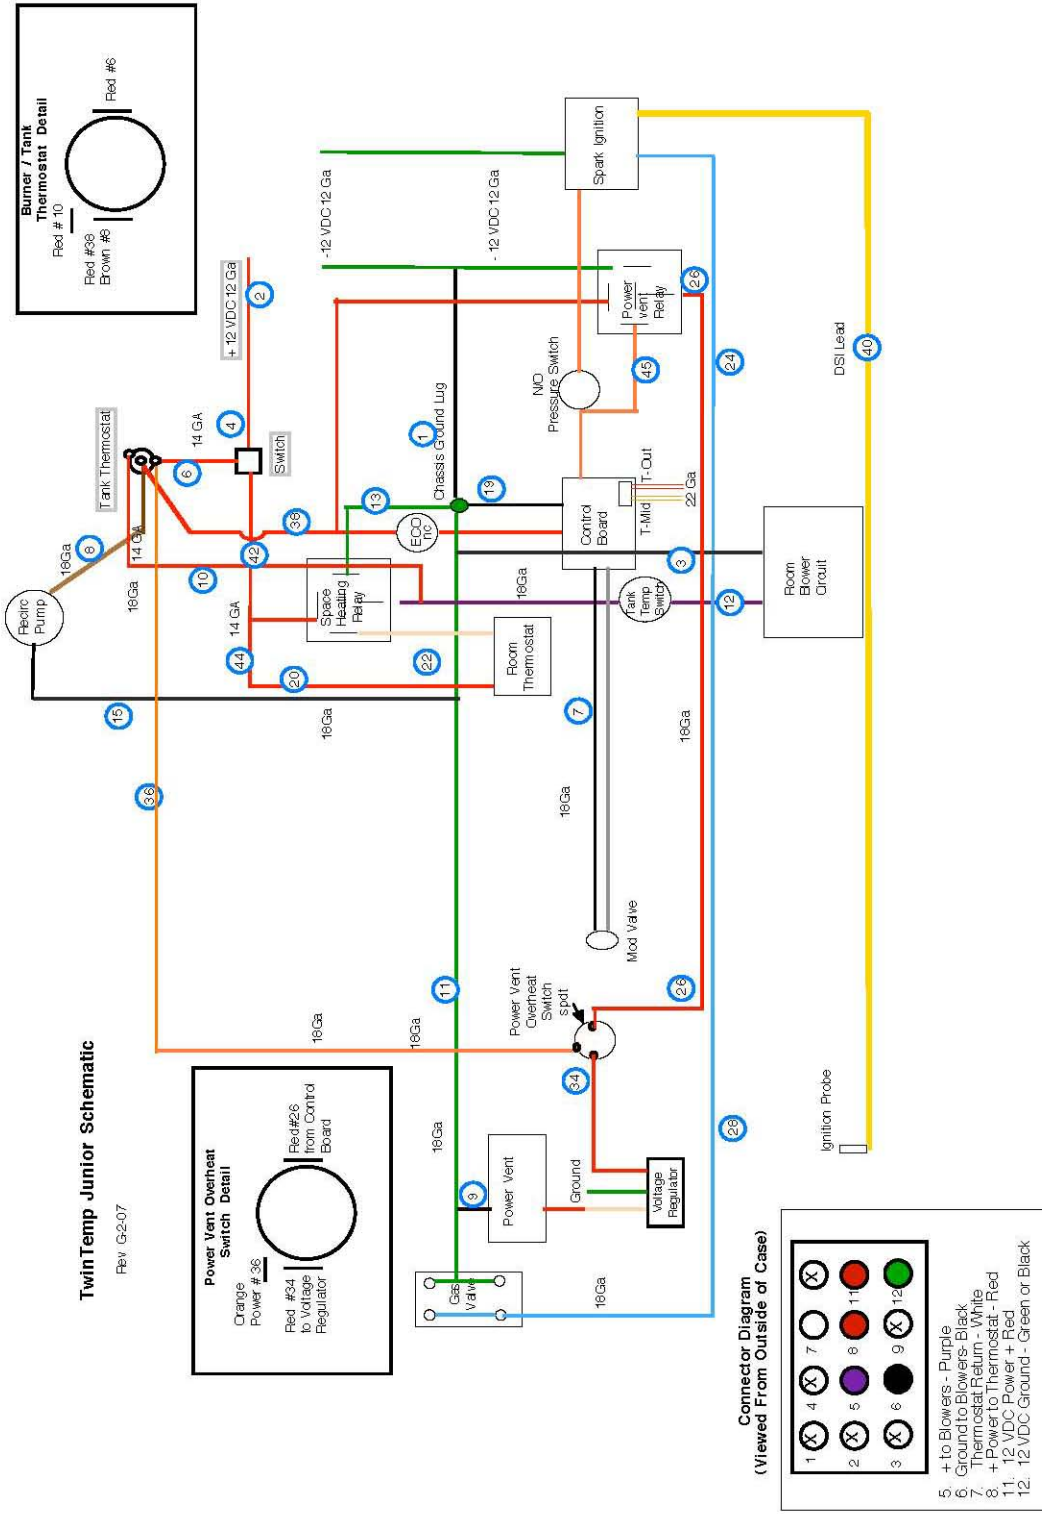 TwinTemp Junior Schematic
Rev G-2-07
Burner / Tank
Thermostat Detail
Red # 10
Red #38
Brown #8
Red #6
Power Vent Overheat
Switch Detail
Orange
Power # 36
Red #34
to Voltage
Regulator
Red#26
from Control
Board
Recirc
Pump
18Ga
8
15
18Ga
14 GA
Tank Thermostat
6
14 GA
4
+ 12 VDC 12 Ga
2
Switch
10
42
38
14 GA
44
20
18Ga
36
18Ga
18Ga
-12 VDC 12 Ga
- 12 VDC 12 Ga
Spark Ignition
Space
Heating
Relay
13
Chassis Ground Lug
1
19
ECO
nc
22
Room
Thermostat
18Ga
Control
Board
T-Mid
T-Out
22 Ga
N/O
Pressure Switch
Power
vent
Relay
26
45
24
DSI Lead
40
Tank
Temp
Switch
3
12
Room
Blower
Circuit
7
18Ga
18Ga
Mod Valve
11
Power Vent
Overheat
Switch
spdt
26
34
28
18Ga
9
Power Vent
Ground
Voltage
Regulator
Gas
Valve
18Ga
Ignition Probe
Connector Diagram
(Viewed From Outside of Case)
1 X
4 X
7
X
2 X
5
8
11
3 X
6
9 X
12
5. + to Blowers - Purple
6. Ground to Blowers- Black
7. Thermostat Return - White
8. + Power to Thermostat - Red
11. 12 VDC Power + Red
12. 12 VDC Ground - Green or Black